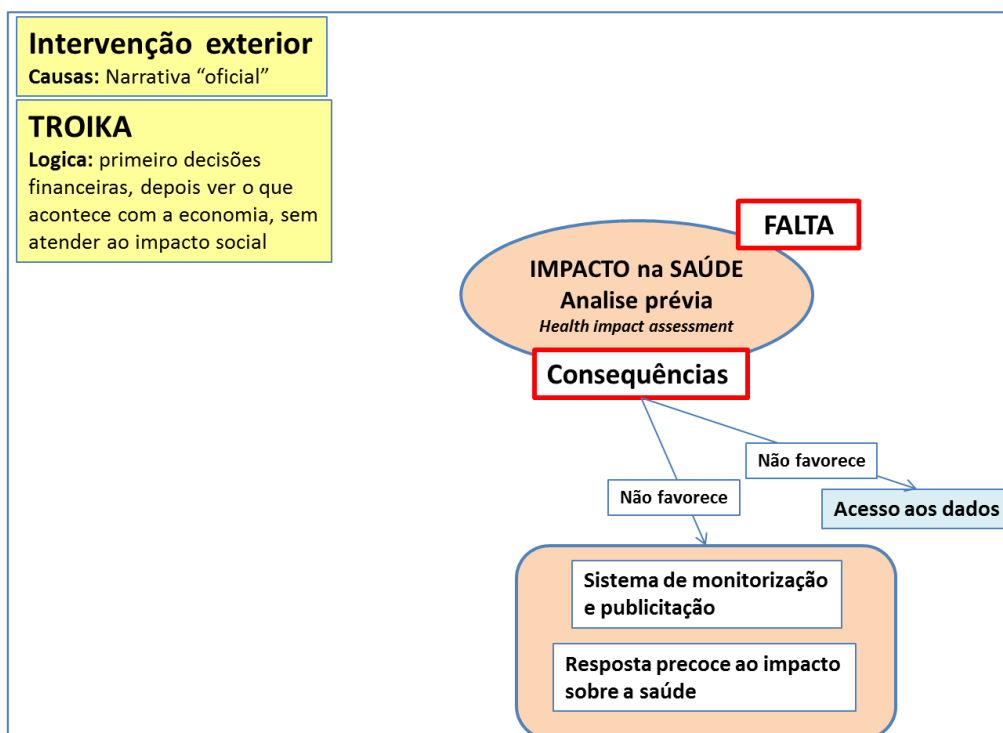 Intervenção exterior
Causas: Narrativa “oficial”
TROIKA
Logica: primeiro decisões
financeiras, depois ver o que
acontece com a economia, sem
atender ao impacto social
FALTA
IMPACTO na SAÚDE
Analise prévia
Health impact assessment
Consequências
Não favorece
Não favorece
Acesso aos dados
Sistema de monitorização
e publicitação
Resposta precoce ao impacto
sobre a saúde